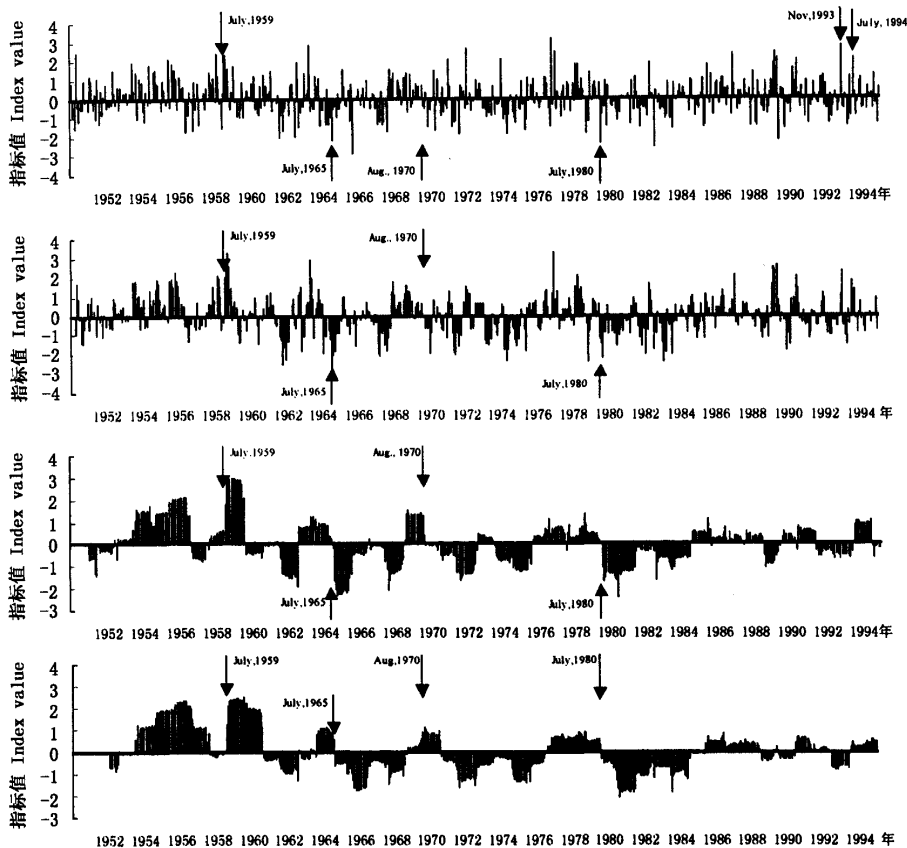 Nov,1993
July,1959
July, 1994
指标值 Index value
4
3
2
1
0
-1
-2
-3
-4
July,1965
Aug., 1970
July,1980
1952 1954 1956 1958 1960 1962 1964 1966 1968 1970 1972 1974 1976 1978 1980 1982 1984 1986 1988 1990 1992 1994年
July,1959
Aug., 1970
指标值 Index value
4
3
2
1
0
-1
-2
-3
-4
July,1965
July,1980
1952 1954 1956 1958 1960 1962 1964 1966 1968 1970 1972 1974 1976 1978 1980 1982 1984 1986 1988 1990 1992 1994 年
July,1959
Aug., 1970
指标值 Index value
4
3
2
1
0
-1
-2
-3
July,1965
July,1980
1952 1954 1956 1958 1960 1962 1964 1966 1968 1970 1972 1974 1976 1978 1980 1982 1984 1986 1988 1990 1992 1994年
July,1959
Aug,1970
July,1980
指标值 Index value
4
3
2
1
0
-1
-2
-3
July,1965
1952 1954 1956 1958 1960 1962 1964 1966 1968 1970 1972 1974 1976 1978 1980 1982 1984 1986 1988 1990 1992 1994年